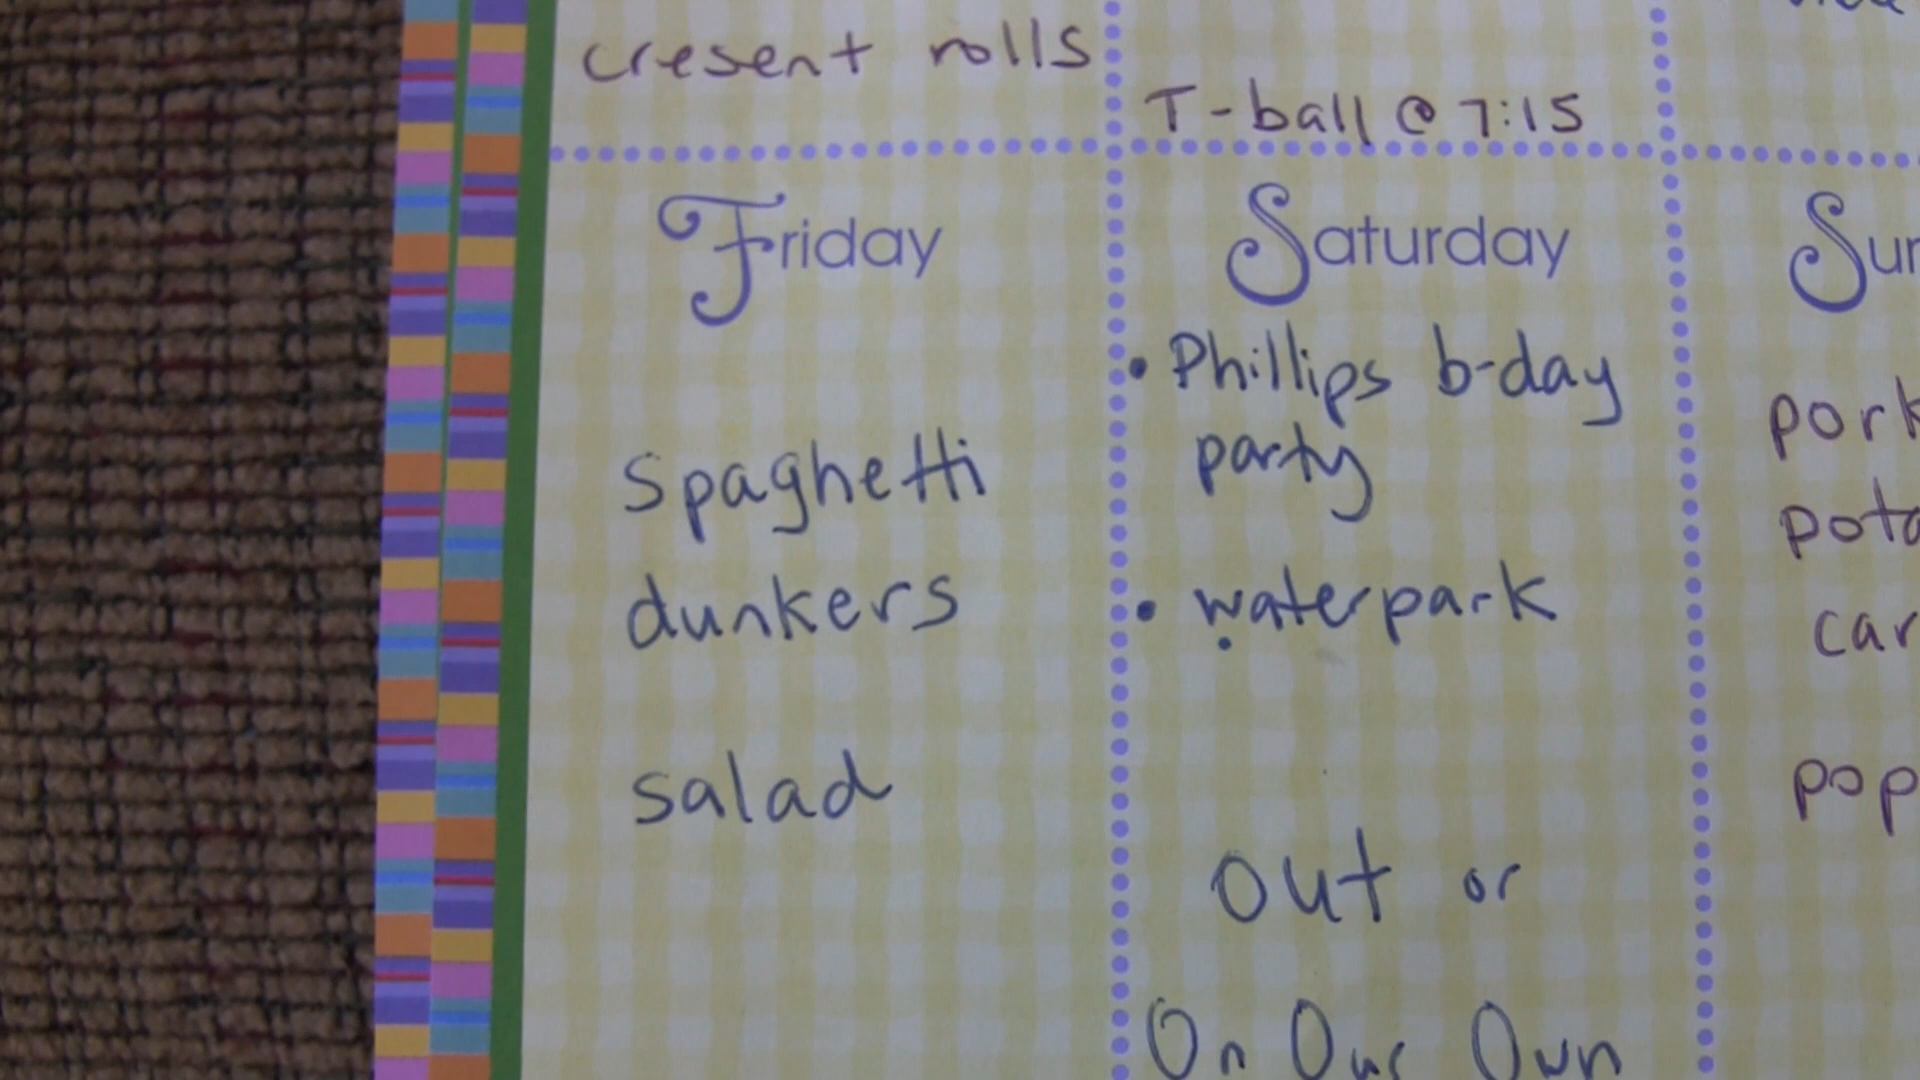 cresent rolls
T-ball @ 7:15
Friday
Spaghetti
dunkers
salad
Saturday
• Phillips b-day
party
• waterpark
out or
On Our Own
pop